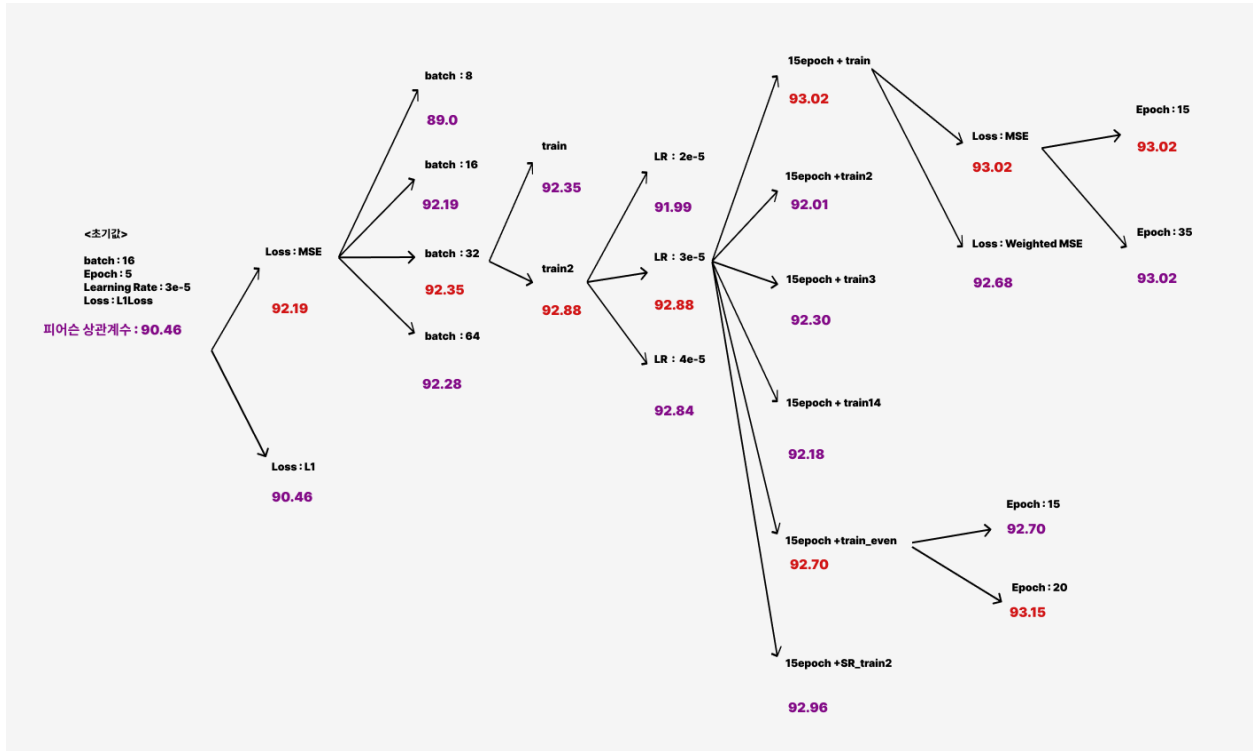 <초기값>
batch : 16
Epoch : 5
Learning Rate : 3e-5
Loss : L1Loss
피어슨 상관계수 : 90.46
Loss : MSE
92.19
Loss : L1
90.46
batch : 8
89.0
batch : 16
92.19
batch : 32
92.35
batch : 64
92.28
train
92.35
train2
92.88
LR : 2e-5
91.99
LR : 3e-5
92.88
LR : 4e-5
92.84
15epoch + train
93.02
15epoch +train2
92.01
15epoch +train3
92.30
15epoch + train14
92.18
15epoch +train_even
92.70
15epoch +SR_train2
92.96
Loss : MSE
93.02
Loss : Weighted MSE
92.68
Epoch : 15
93.02
Epoch : 35
93.02
Epoch : 15
92.70
Epoch : 20
93.15